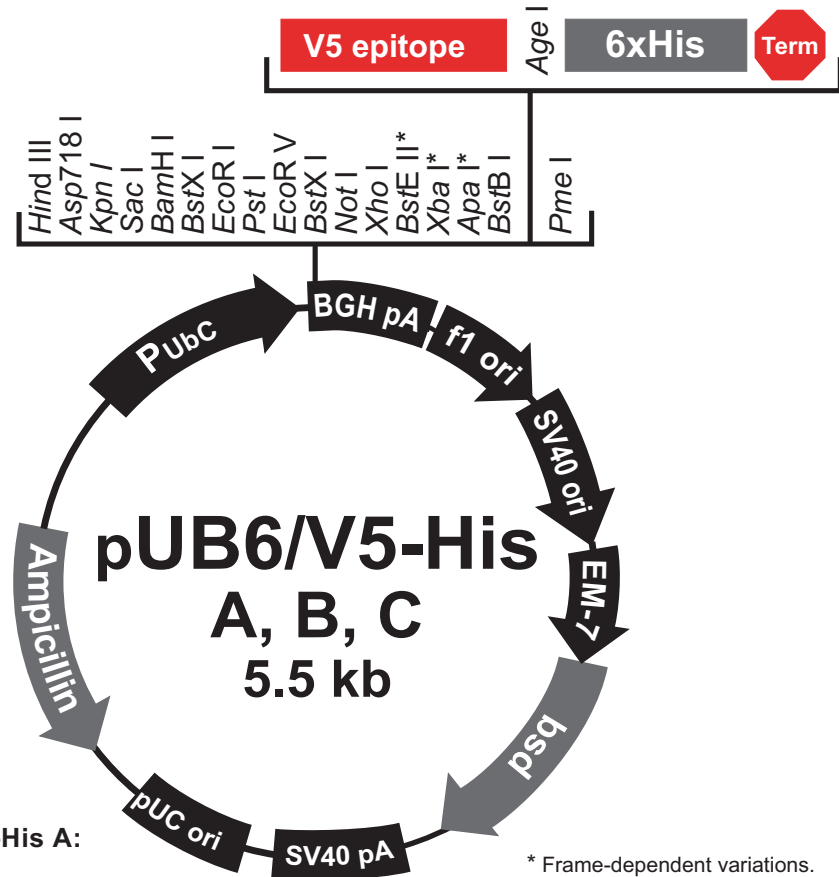 V5 epitope
Age I
6xHis
Term
Hind III
Asp718 I
Kpn I
Sac I
BamH I
BstX I
EcoR I
Pst I
EcoR V
BstX I
Not I
Xho I
BstE II*
Xba I*
Apa I*
BstB I
Pme I
PUbC
BGH pA
f1 ori
SV40 ori
EM-7
bsd
SV40 pA
pUC ori
Ampicillin
pUB6/V5-His
A, B, C
5.5 kb
His A:
* Frame-dependent variations.